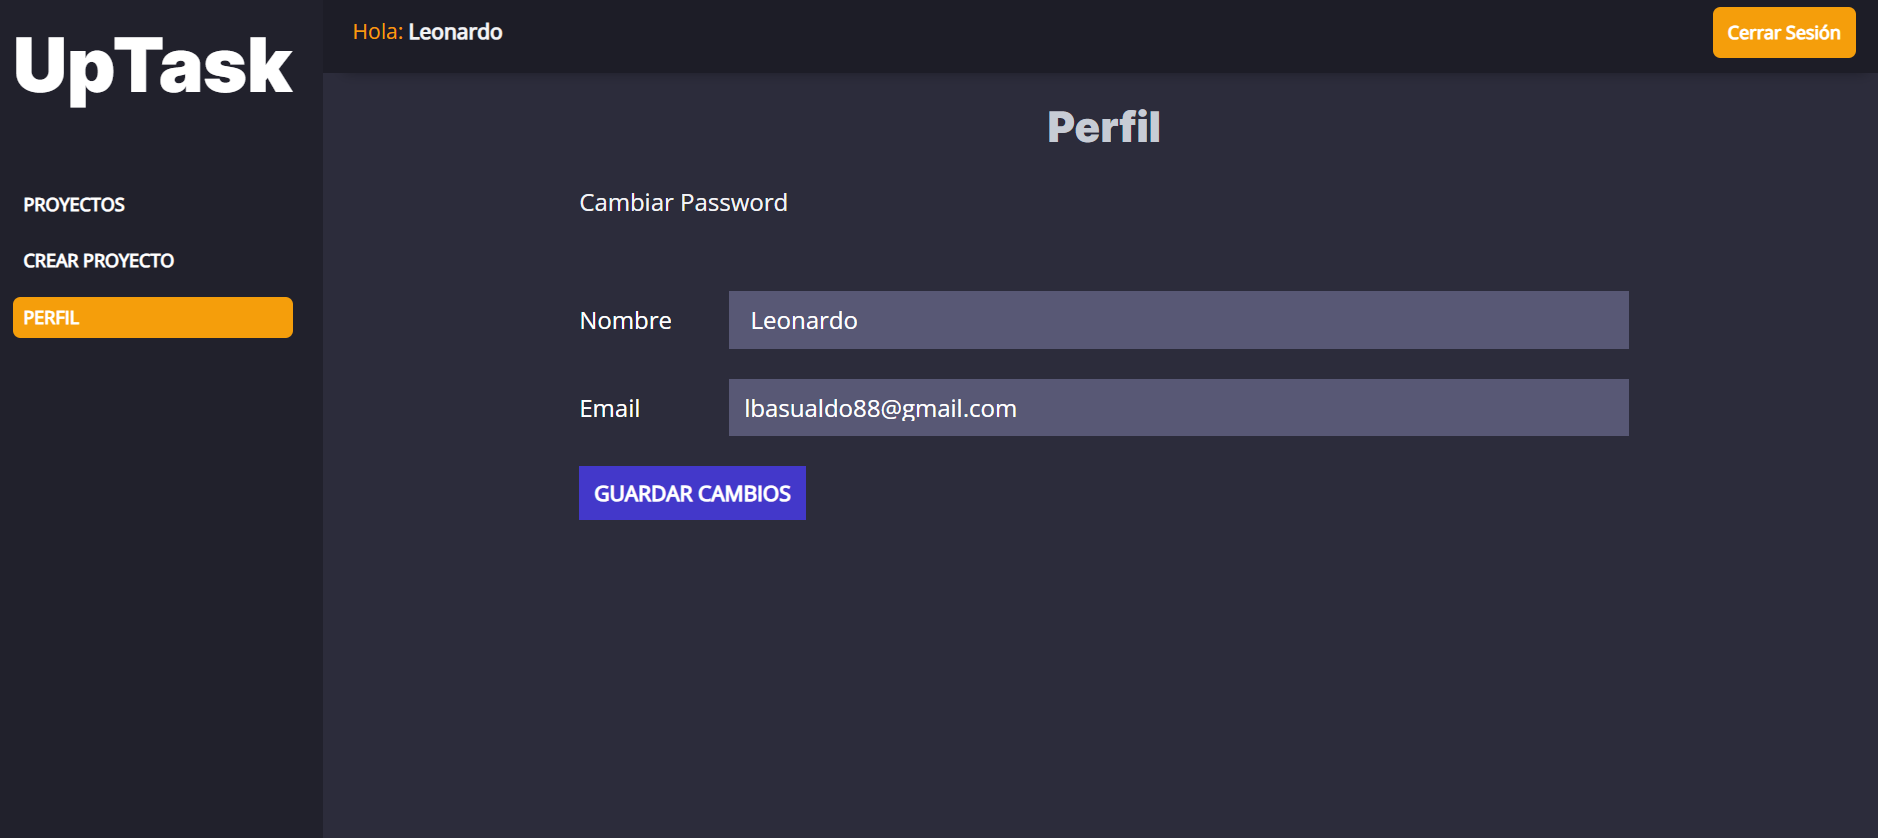 UpTask
Hola: Leonardo
Cerrar Sesión
PROYECTOS
CREAR PROYECTO
PERFIL
Perfil
Cambiar Password
Nombre
Leonardo
Email
lbasualdo88@gmail.com
GUARDAR CAMBIOS